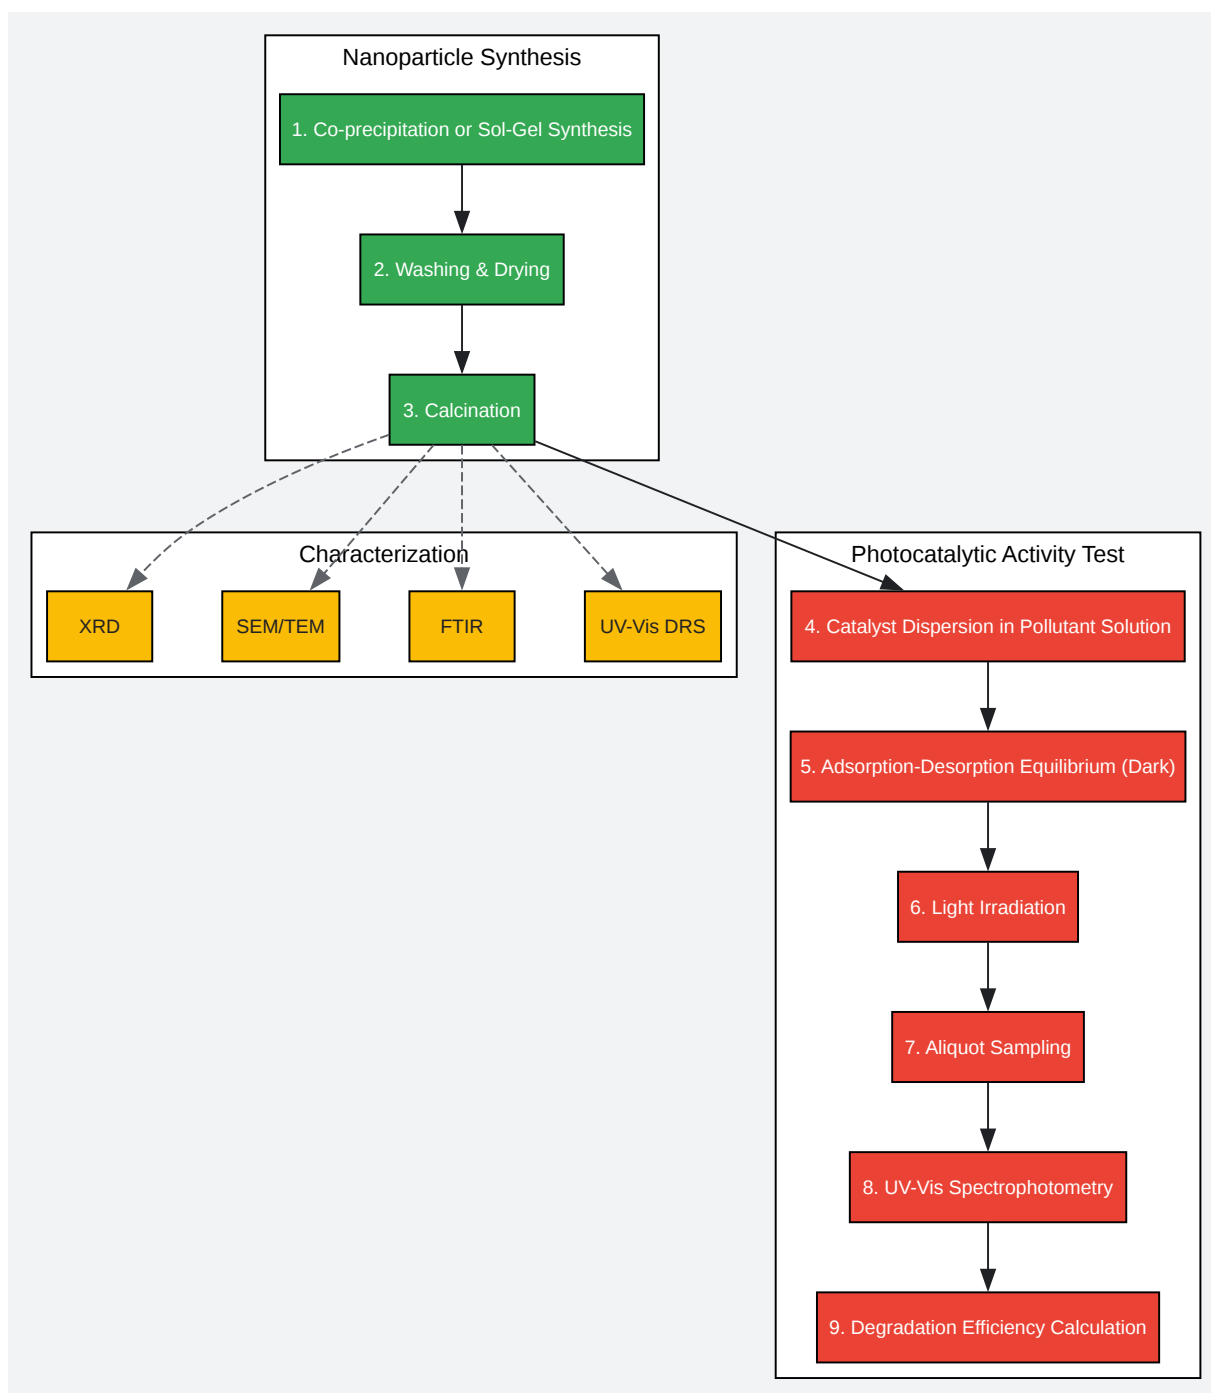 Nanoparticle Synthesis
1. Co-precipitation or Sol-Gel Synthesis
2. Washing & Drying
3. Calcination
Characterization
XRD
SEM/TEM
FTIR
UV-Vis DRS
Photocatalytic Activity Test
4. Catalyst Dispersion in Pollutant Solution
5. Adsorption-Desorption Equilibrium (Dark)
6. Light Irradiation
7. Aliquot Sampling
8. UV-Vis Spectrophotometry
9. Degradation Efficiency Calculation